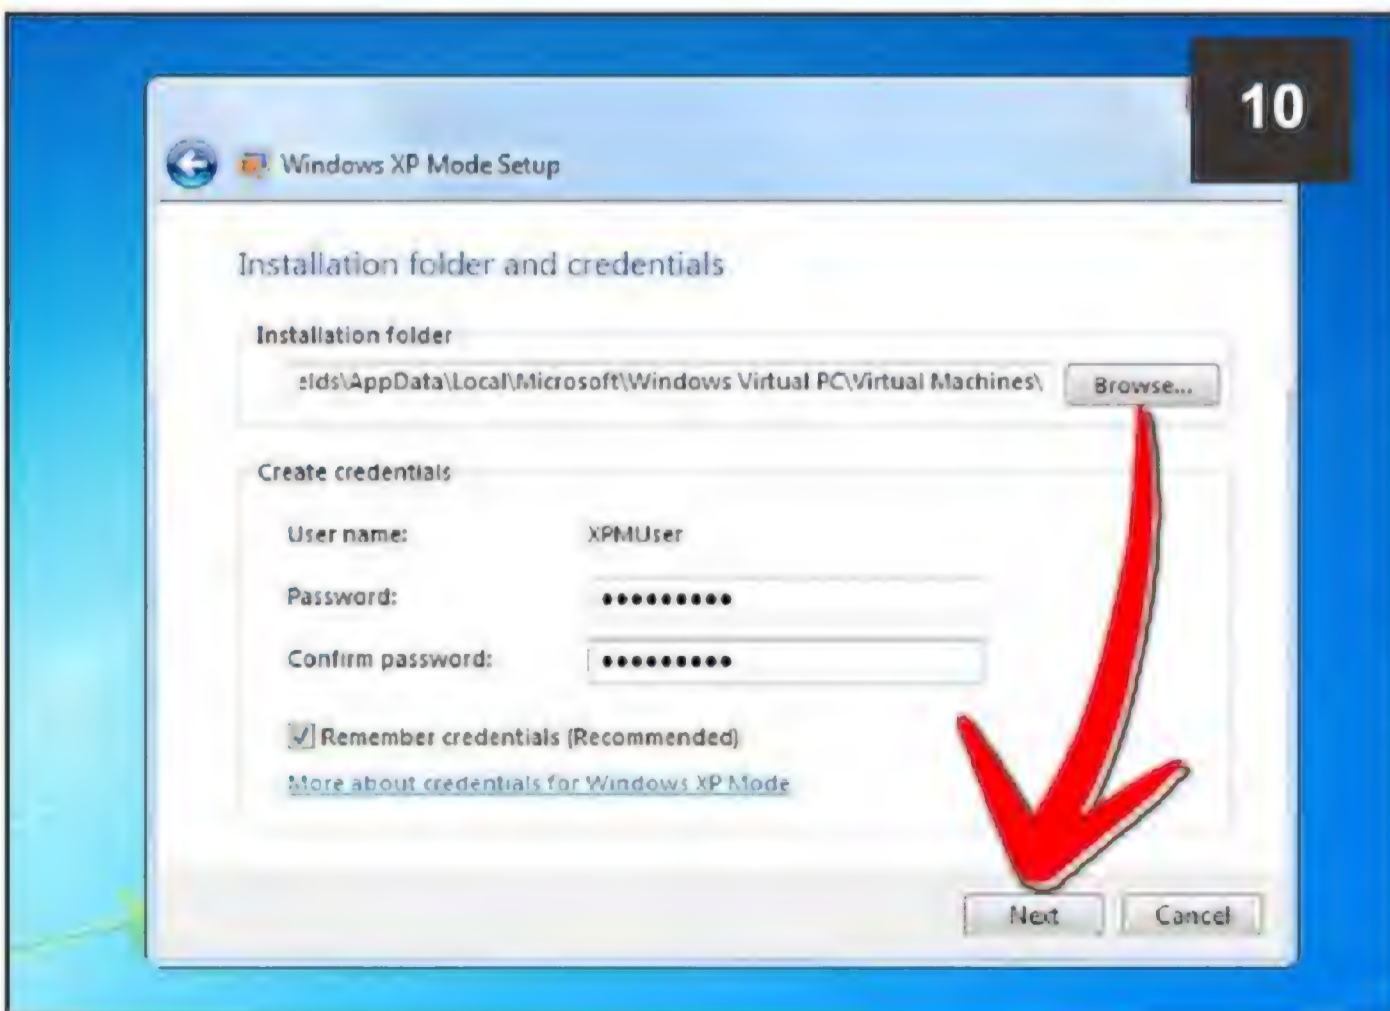 10
Windows XP Mode Setup
Installation folder and credentials
Installation folder
elds\AppData\Local\Microsoft\Windows Virtual PC\Virtual Machines\
Browse...
Create credentials
User name:
XPMUser
Password:
●●●●●●●●●
Confirm password:
●●●●●●●●●
Remember credentials (Recommended)
More about credentials for Windows XP Mode
Next
Cancel